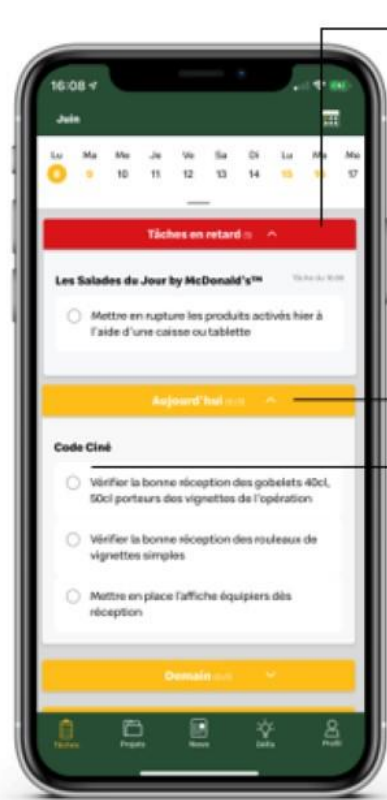 16:08
Juin
Lu Ma Me Je Ve Sa Di Lu Ma Me
8 9 10 11 12 13 14 15 16 17
Tâches en retard
Les Salades du Jour by McDonald's™
Mettre en rupture les produits activés hier à
l'aide d'une caisse ou tablette
Aujourd'hui
Code Ciné
Vérifier la bonne réception des gobelets 40cl,
50cl porteurs des vignettes de l'opération
Vérifier la bonne réception des rouleaux de
vignettes simples
Mettre en place l'affiche équipiers dès
réception
Demain
Tâches Projets News Défis Profil